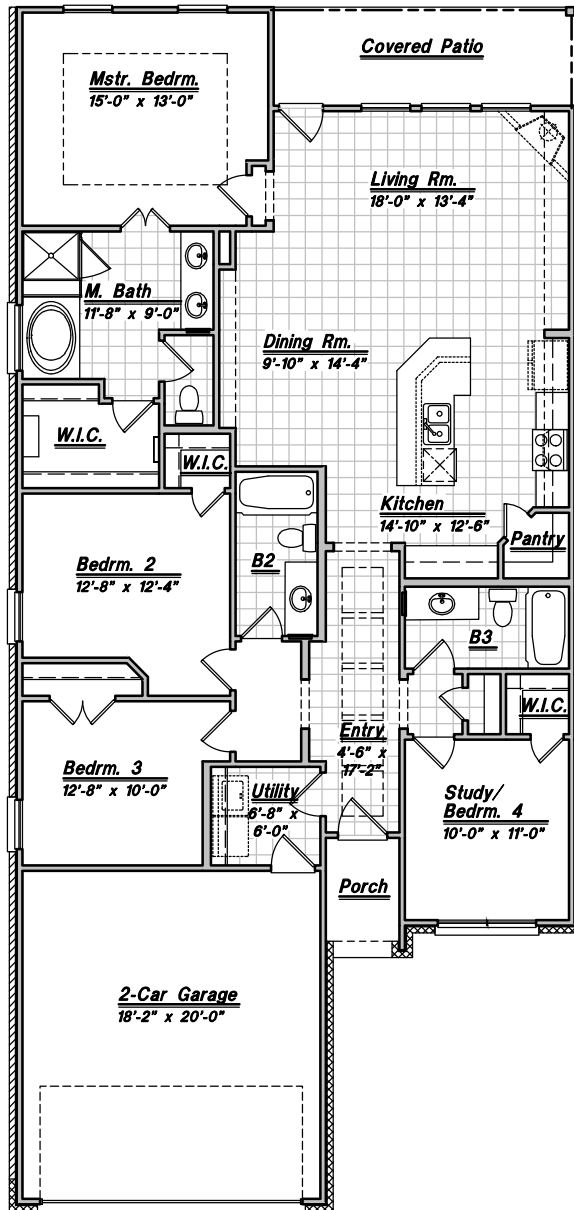 Covered Patio
Mstr. Bedrm.
15'-0" x 13'-0"
Living Rm.
18'-0" x 13'-4"
M. Bath
11'-8" x 9'-0"
Dining Rm.
9'-10" x 14'-4"
W.I.C.
W.I.C.
Kitchen
14'-10" x 12'-6"
Pantry
Bedrm. 2
12'-8" x 12'-4"
B2
B3
W.I.C.
Entry
4'-6" x
17'-2"
Bedrm. 3
12'-8" x 10'-0"
Utility
6'-8" x
6'-0"
Study/
Bedrm. 4
10'-0" x 11'-0"
Porch
2-Car Garage
18'-2" x 20'-0"